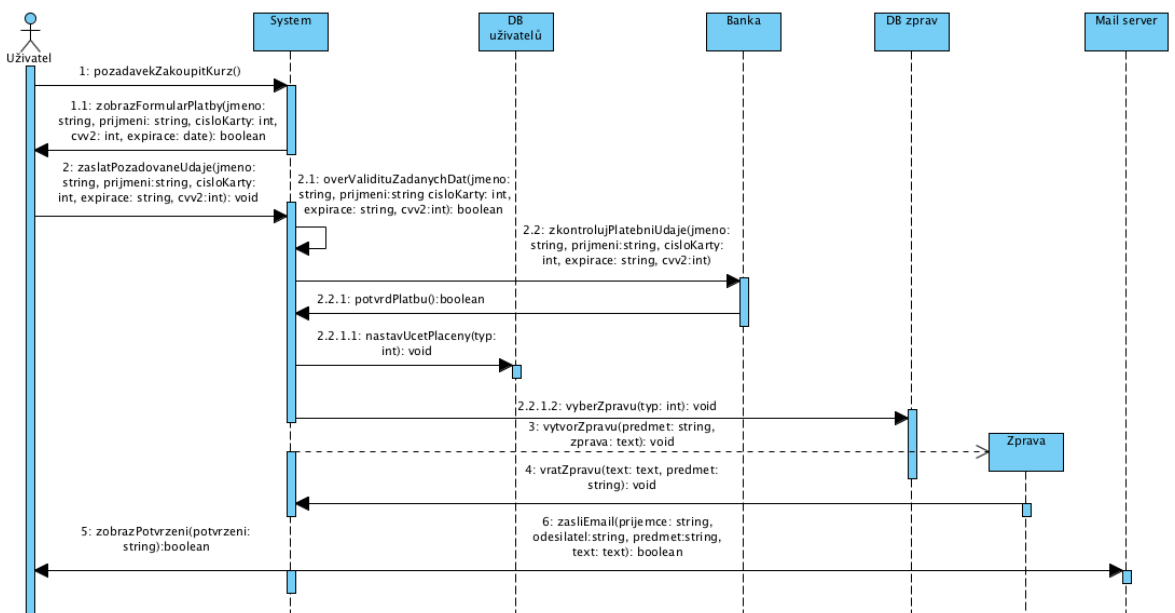 System
DB
uživatelů
Banka
DB zprav
Mail server
Uživatel
1: pozadavekZakoupitKurz()
1.1: zobrazFormularPlatby(jmeno:
string, prijmeni: string, cisloKarty: int,
cvv2: int, expirace: date): boolean
2: zaslatPozadovaneUdaje(jmeno:
string, prijmeni:string, cisloKarty:
int, expirace: string, cvv2:int): void
2.1: overValidituZadanychDat(jmeno:
string, prijmeni:string cisloKarty: int,
expirace: string, cvv2:int): boolean
2.2: zkontrolujPlatebniUdaje(jmeno:
string, prijmeni:string, cisloKarty:
int, expirace: string, cvv2:int)
2.2.1: potvrdPlatbu():boolean
2.2.1.1: nastavUcetPlaceny(typ:
int): void
2.2.1.2: vyberZpravu(typ: int): void
3: vytvorZpravu(predmet: string,
zprava: text): void
Zprava
4: vratZpravu(text: text, predmet:
string): void
5: zobrazPotvrzeni(potvrzeni:
string):boolean
6: zasliEmail(prijemce: string,
odesilatel:string, predmet:string,
text: text): boolean